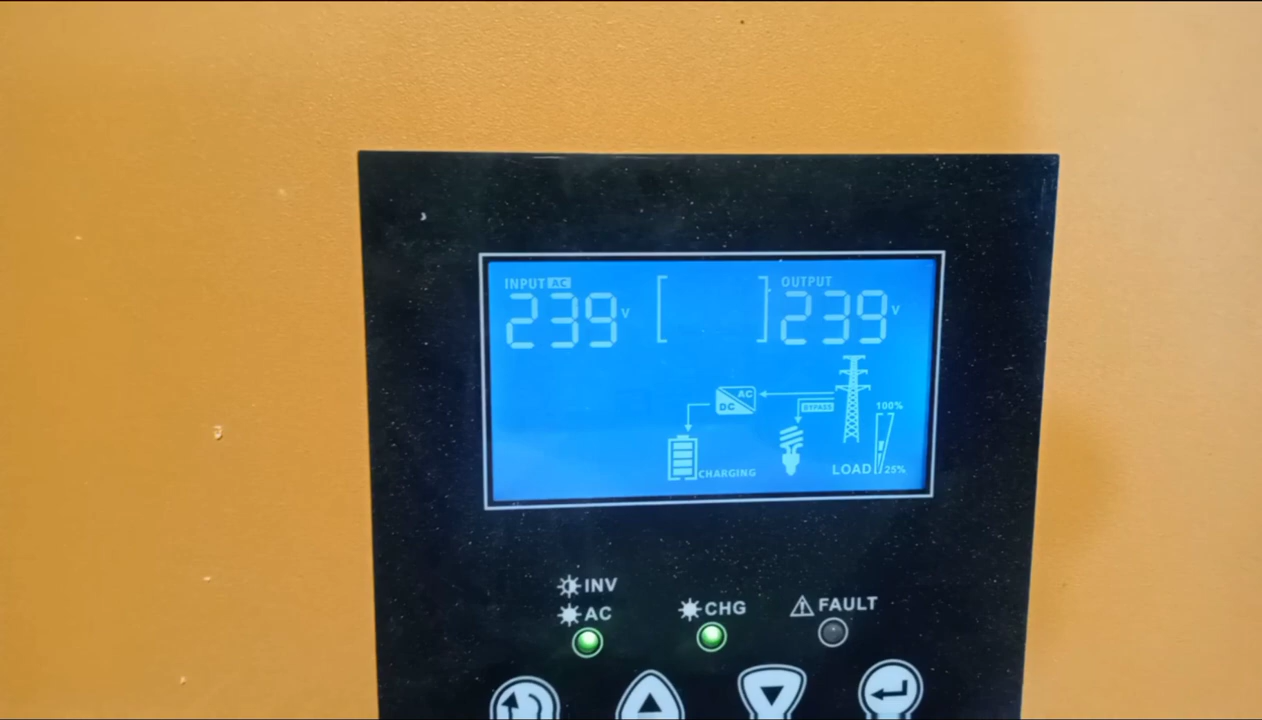 INPUT AC
239 V
OUTPUT
239 V
AC
DC
BYPASS
100%
CHARGING
LOAD
25%
INV
AC
CHG
FAULT